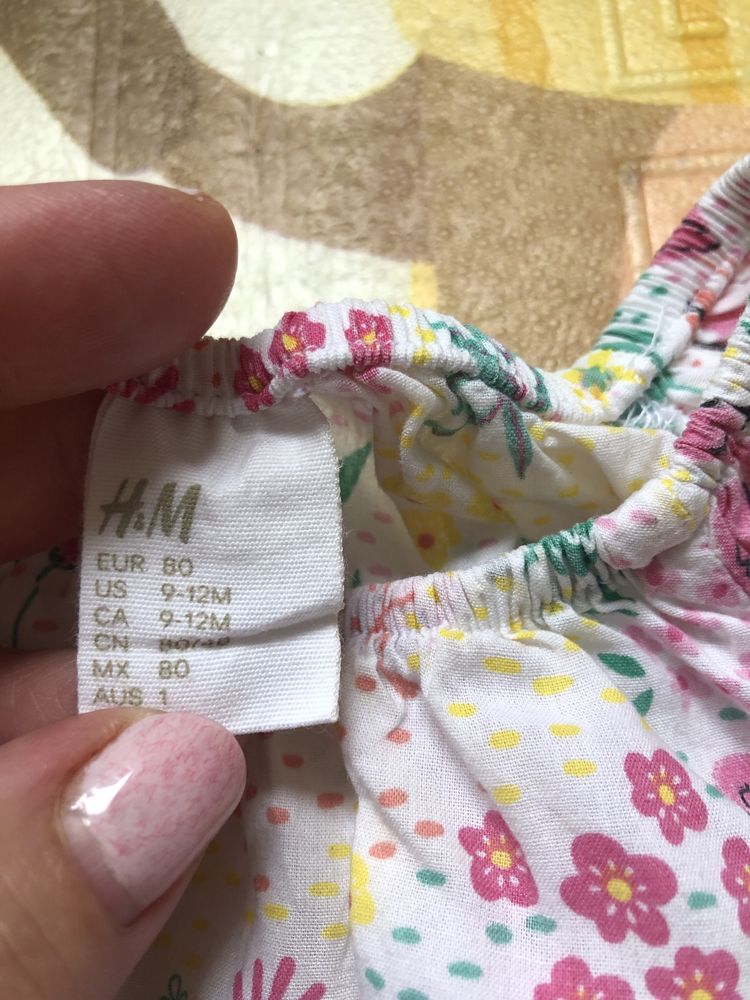 H&M
EUR 80
US 9-12M
CA 9-12M
CN
MX 80
AUS 1